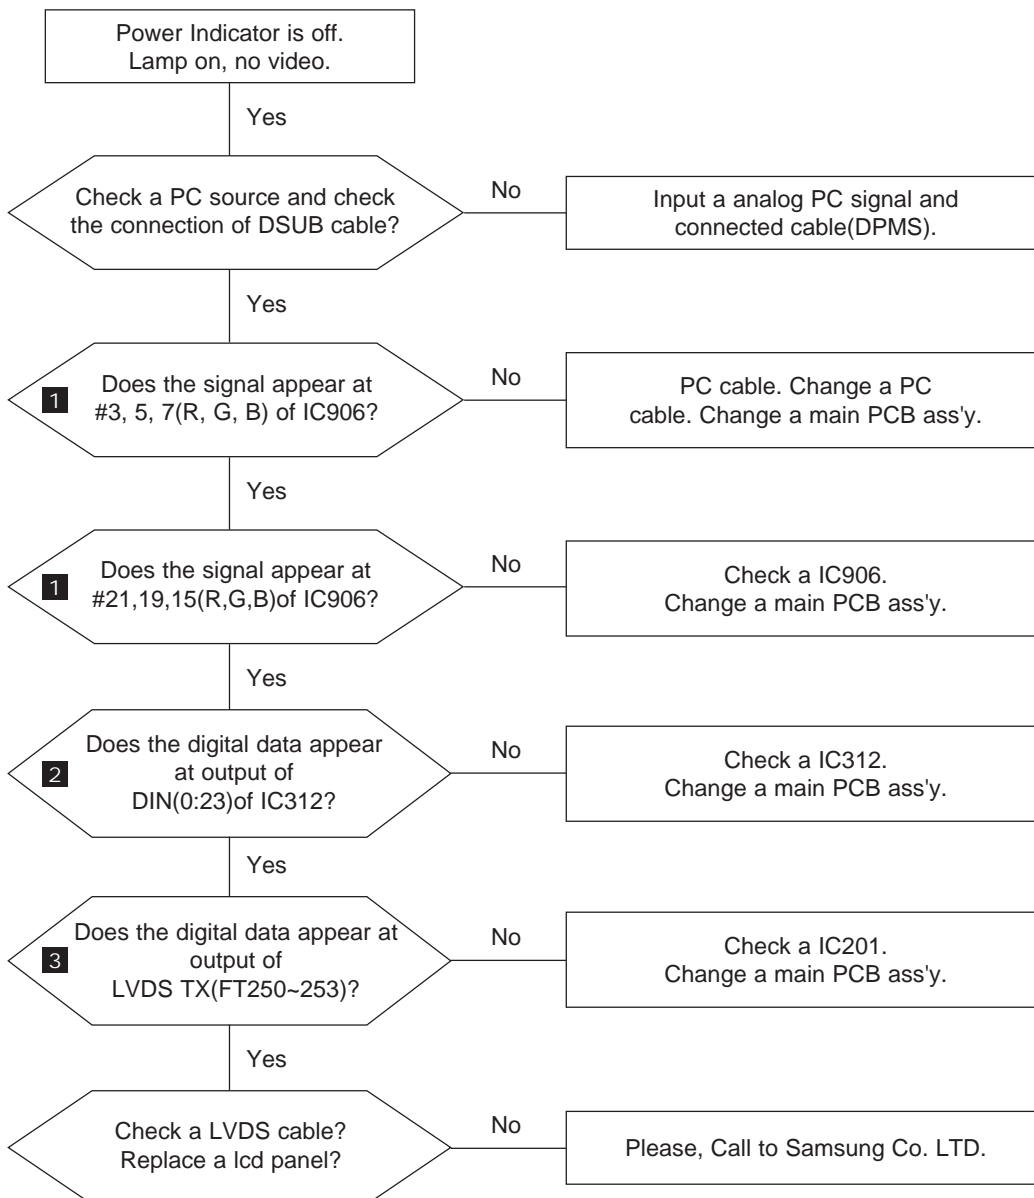 Power Indicator is off.
Lamp on, no video.
Yes
Check a PC source and check
the connection of DSUB cable?
No
Input a analog PC signal and
connected cable(DPMS).
Yes
1
Does the signal appear at
#3, 5, 7(R, G, B) of IC906?
No
PC cable. Change a PC
cable. Change a main PCB ass'y.
Yes
1
Does the signal appear at
#21,19,15(R,G,B)of IC906?
No
Check a IC906.
Change a main PCB ass'y.
Yes
2
Does the digital data appear
at output of
DIN(0:23)of IC312?
No
Check a IC312.
Change a main PCB ass'y.
Yes
3
Does the digital data appear at
output of
LVDS TX(FT250~253)?
No
Check a IC201.
Change a main PCB ass'y.
Yes
Check a LVDS cable?
Replace a lcd panel?
No
Please, Call to Samsung Co. LTD.